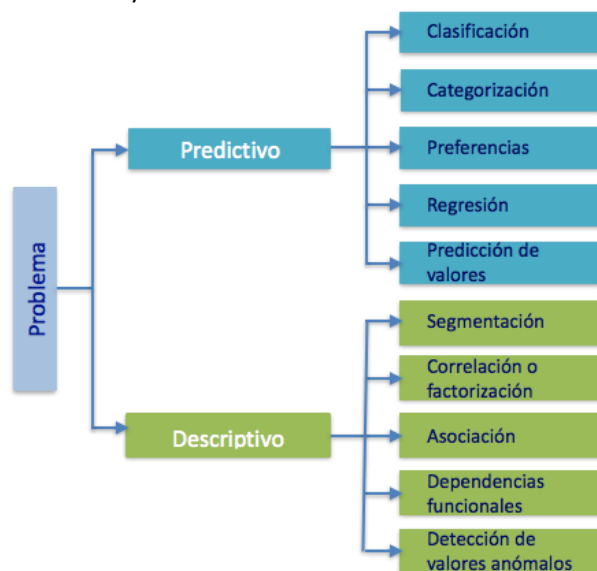 Clasificación
Categorización
Predictivo
Preferencias
Regresión
Predicción de
valores
Problema
Segmentación
Correlación o
factorización
Descriptivo
Asociación
Dependencias
funcionales
Detección de
valores anómalos